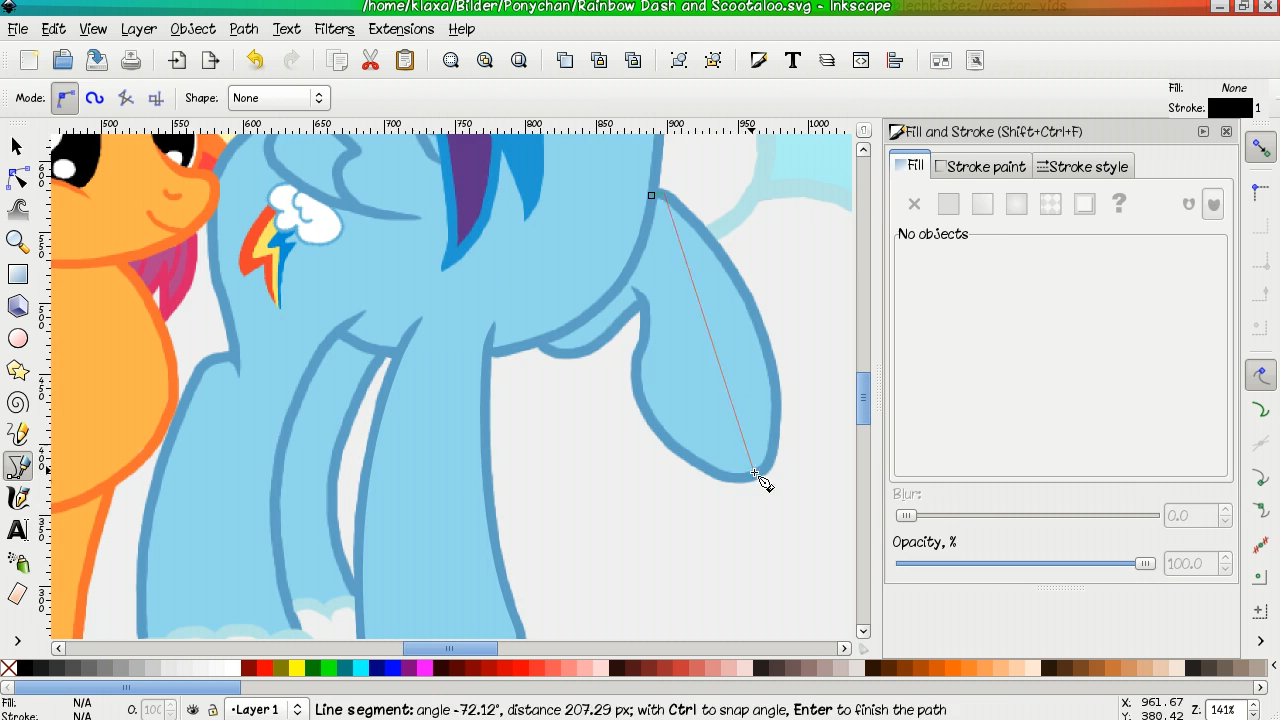 /home/klaxa/Bilder/Ponychan/Rainbow Dash and Scootaloo.svg - Inkscape
File Edit View Layer Object Path Text Filters Extensions Help
Mode: Shape: None
Fill: None
Stroke: 1
500 550 600 650 700 750 800 850 900 950 1000
Fill and Stroke (Shift+Ctrl+F)
Fill Stroke paint Stroke style
No objects
Blur:
0.0
Opacity, %
100.0
Fill: N/A
Stroke: N/A
O: 100
Layer 1
Line segment: angle -72.12°, distance 207.29 px; with Ctrl to snap angle, Enter to finish the path
X: 961.67
Y: 380.42
Z: 141%